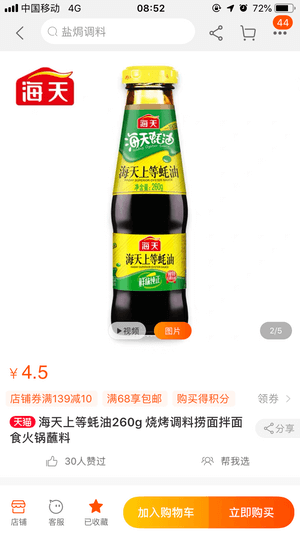 中国移动 4G 08:52 72%
盐焗调料
44
海天
海天
海天蚝油
海天上等蚝油
净含量:260g
海天
海天上等蚝油
鲜味纯正
视频 图片 2/5
¥ 4.5
店铺券满139减10 满68享包邮 购买得积分 领券
天猫 海天上等蚝油260g 烧烤调料捞面拌面
食火锅蘸料
分享
30人赞过 帮我选
店铺 客服 已收藏 加入购物车 立即购买